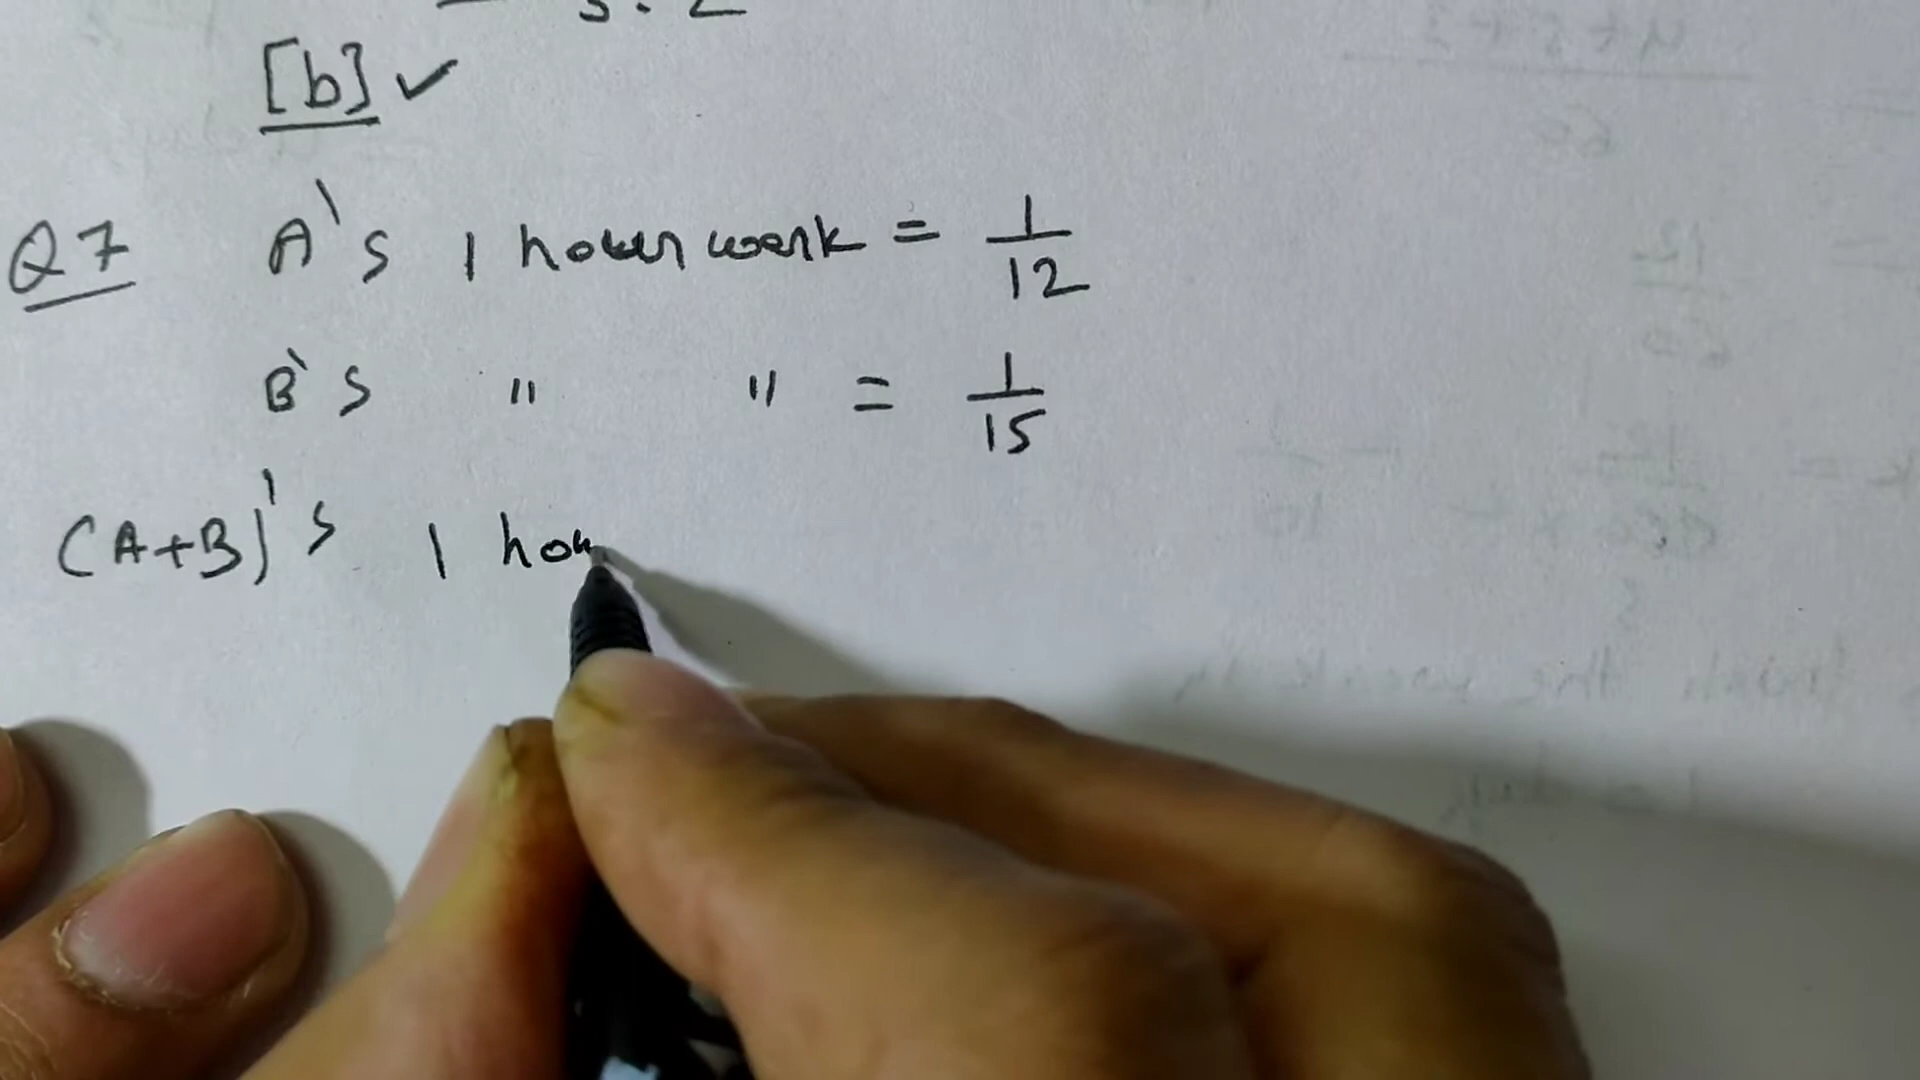 [b] ✓
Q7 A's 1 hour work = 1/12
B's " " = 1/15
(A+B)'s 1 hou